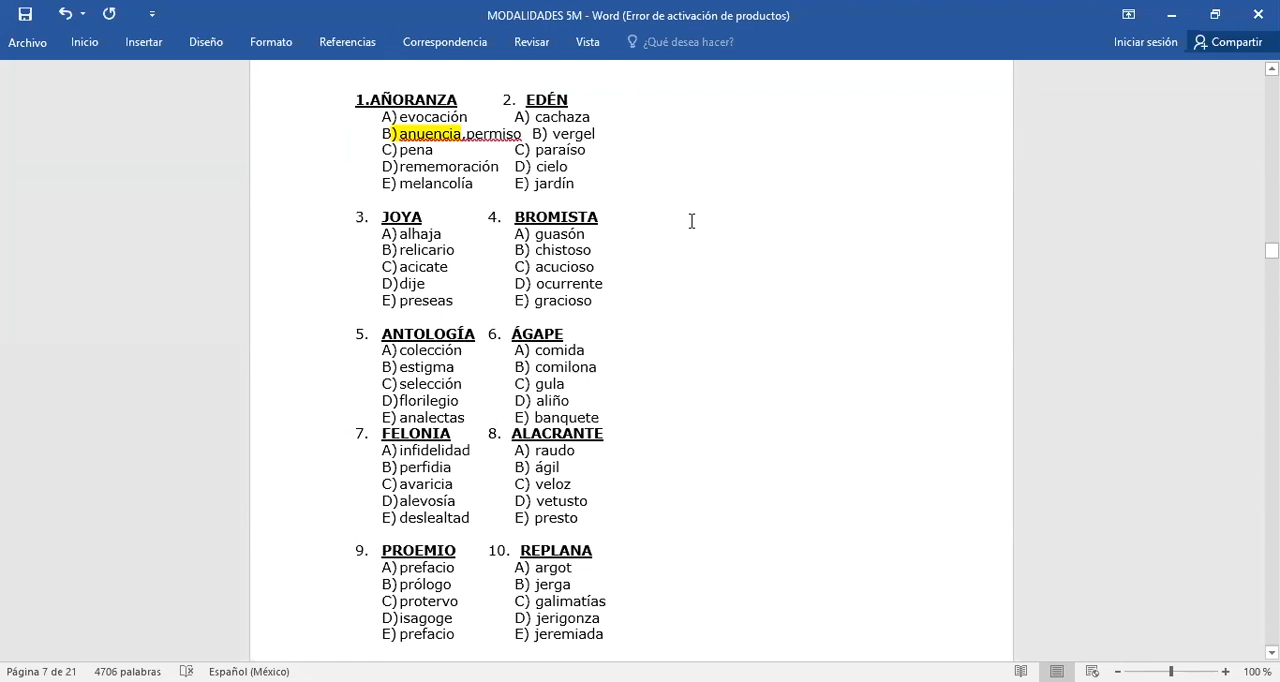 MODALIDADES 5M - Word (Error de activación de productos)
Archivo Inicio Insertar Diseño Formato Referencias Correspondencia Revisar Vista ¿Qué desea hacer? Iniciar sesión Compartir
1.AÑORANZA 2. EDÉN
A) evocación A) cachaza
B) anuencia,permiso B) vergel
C) pena C) paraíso
D) rememoración D) cielo
E) melancolía E) jardín
3. JOYA 4. BROMISTA
A) alhaja A) guasón
B) relicario B) chistoso
C) acicate C) acucioso
D) dije D) ocurrente
E) preseas E) gracioso
5. ANTOLOGÍA 6. ÁGAPE
A) colección A) comida
B) estigma B) comilona
C) selección C) gula
D) florilegio D) aliño
E) analectas E) banquete
7. FELONIA 8. ALACRANTE
A) infidelidad A) raudo
B) perfidia B) ágil
C) avaricia C) veloz
D) alevosía D) vetusto
E) deslealtad E) presto
9. PROEMIO 10. REPLANA
A) prefacio A) argot
B) prólogo B) jerga
C) protervo C) galimatías
D) isagoge D) jerigonza
E) prefacio E) jeremiada
Página 7 de 21 4706 palabras Español (México) 100 %